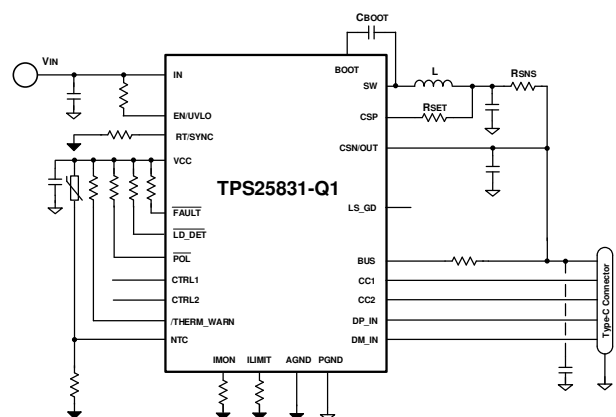 CBOOT
VIN
BOOT
IN
SW
L
RSNS
EN/UVLO
CSP
RSET
RT/SYNC
VCC
CSN/OUT
TPS25831-Q1
FAULT
LS_GD
LD_DET
POL
BUS
CTRL1
CC1
CTRL2
CC2
/THERM_WARN
DP_IN
NTC
DM_IN
IMON
ILIMIT
AGND
PGND
Type-C Connector